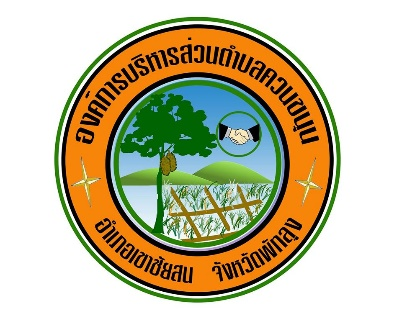 องค์การบริหารส่วนตำบลควนขนุน
อำเภอเขาชัยสน จังหวัดพัทลุง